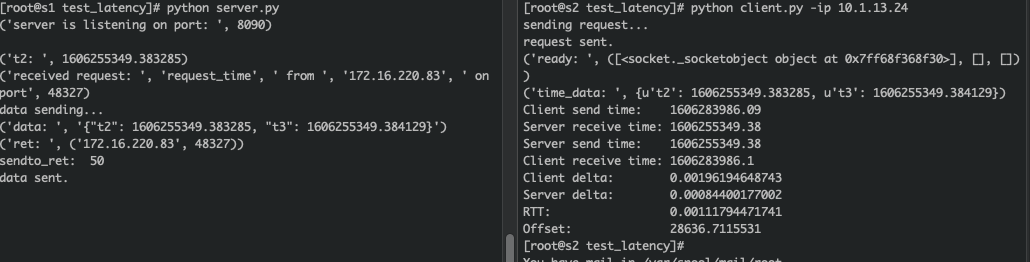 [root@s1 test_latency]# python server.py
('server is listening on port: ', 8090)
('t2: ', 1606255349.383285)
('received request: ', 'request_time', ' from ', '172.16.220.83', ' on
port', 48327)
data sending...
('data: ', '{"t2": 1606255349.383285, "t3": 1606255349.384129}')
('ret: ', ('172.16.220.83', 48327))
sendto_ret:  50
data sent.
[root@s2 test_latency]# python client.py -ip 10.1.13.24
sending request...
request sent.
('ready: ', ([<socket._socketobject object at 0x7ff68f368f30>], [], [])
)
('time_data: ', {u't2': 1606255349.383285, u't3': 1606255349.384129})
Client send time:    1606283986.09
Server receive time: 1606255349.38
Server send time:    1606255349.38
Client receive time: 1606283986.1
Client delta:        0.00196194648743
Server delta:        0.00084400177002
RTT:                 0.00111794471741
Offset:              28636.7115531
[root@s2 test_latency]#